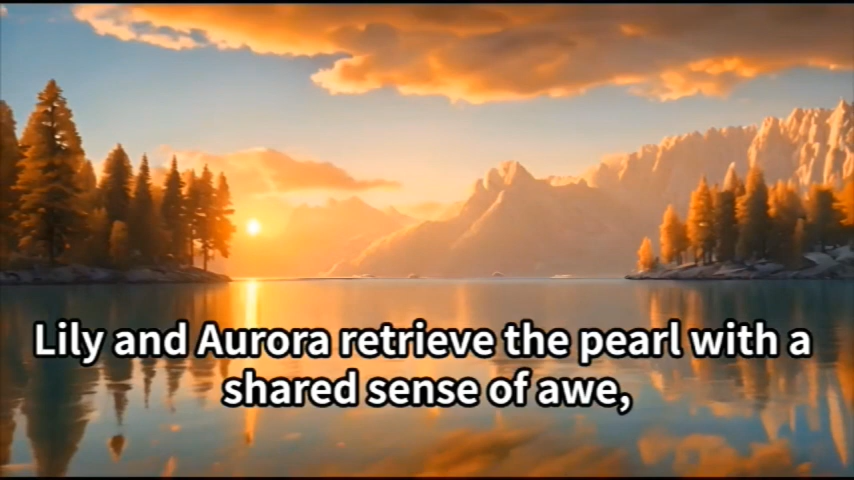 Lily and Aurora retrieve the pearl with a
shared sense of awe,